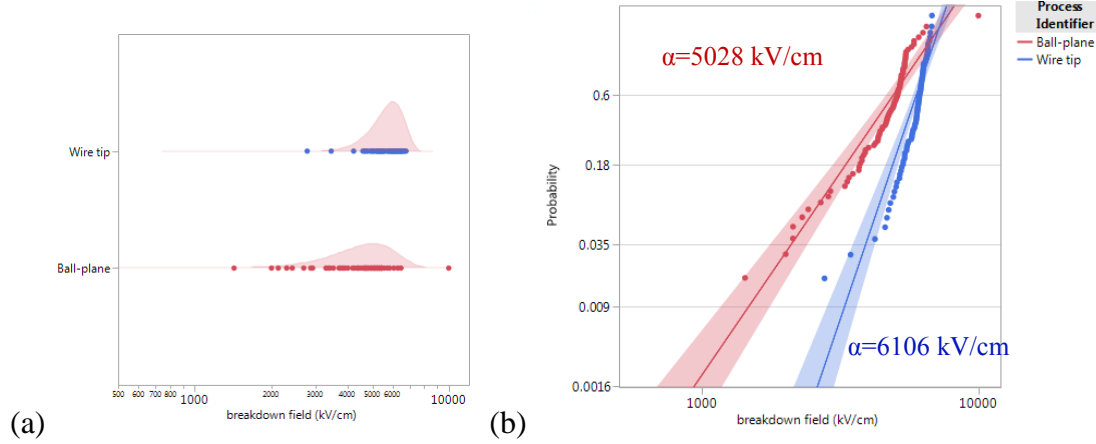 Wire tip
Ball-plane
500 600 700 800 1000 2000 3000 4000 5000 10000
breakdown field (kV/cm)
(a)
Process
Identifier
Ball-plane
Wire tip
α=5028 kV/cm
0.6
0.18
Probability
0.035
0.009
α=6106 kV/cm
0.0016
1000 10000
breakdown field (kV/cm)
(b)